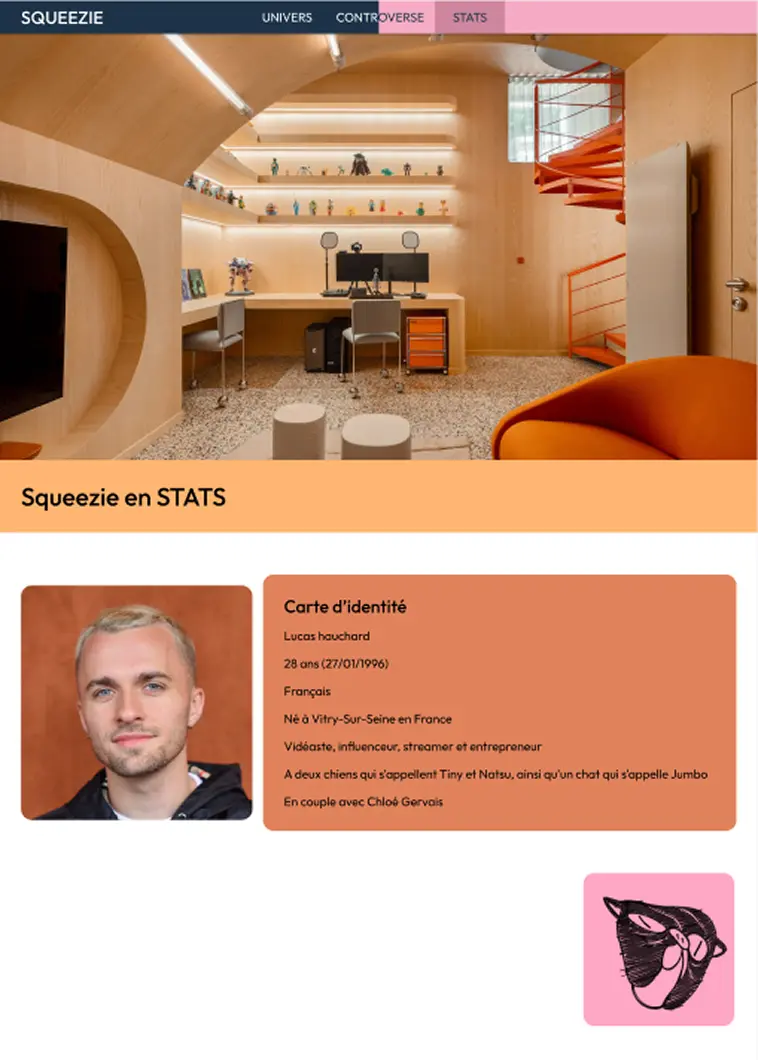 SQUEEZIE UNIVERS CONTROVERSE STATS
Squeezie en STATS
Carte d'identité
Lucas hauchard
28 ans (27/01/1996)
Français
Né à Vitry-Sur-Seine en France
Vidéaste, influenceur, streamer et entrepreneur
A deux chiens qui s'appellent Tiny et Natsu, ainsi qu'un chat qui s'appelle Jumbo
En couple avec Chloé Gervais